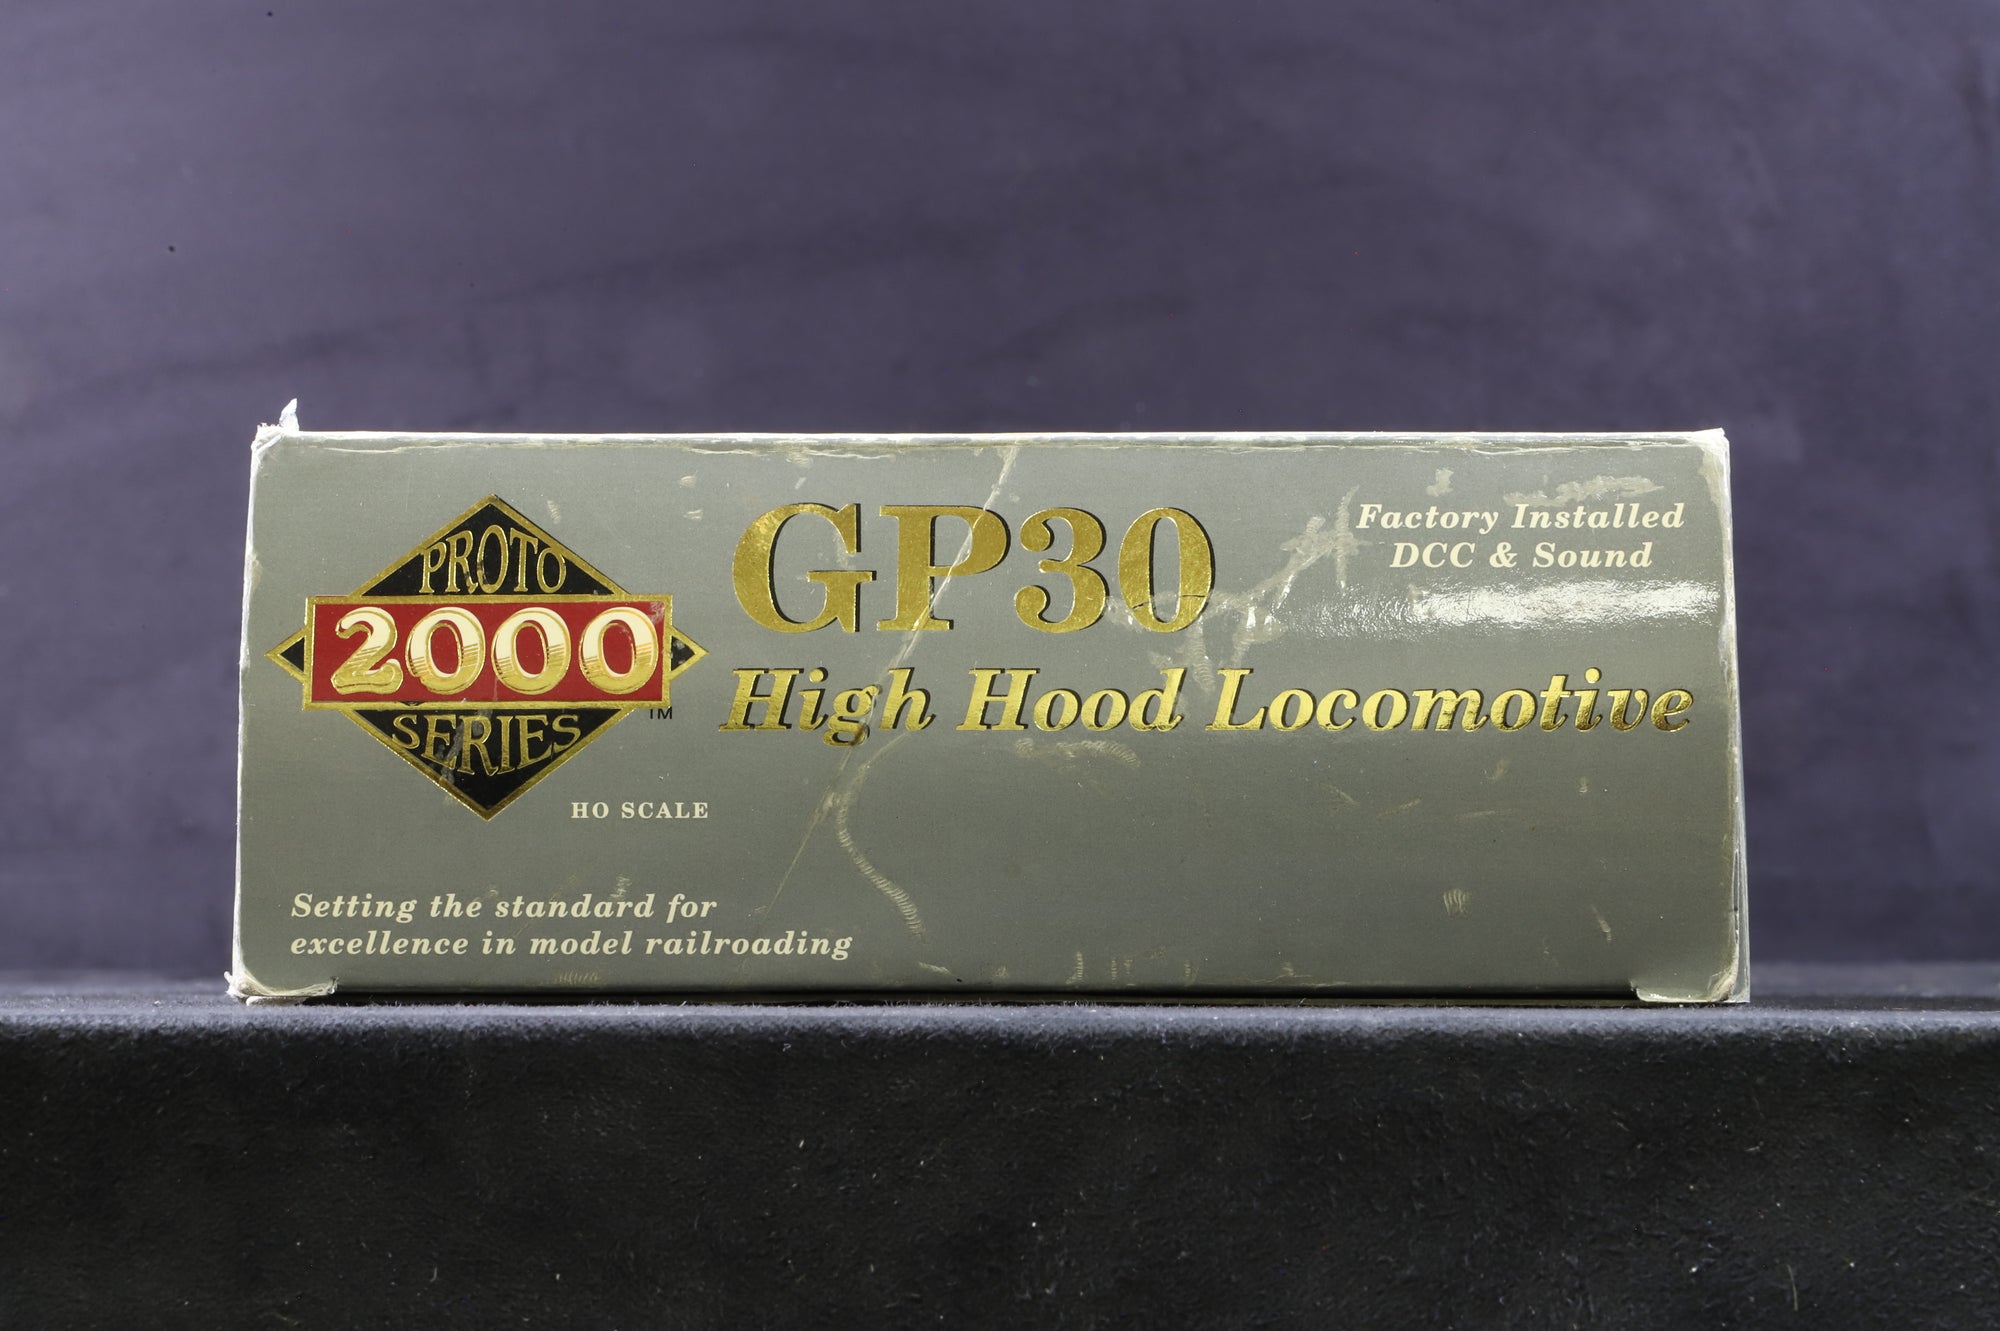 PROTO
2000
SERIES
TM
HO SCALE
GP30
High Hood Locomotive
Factory Installed
DCC & Sound
Setting the standard for
excellence in model railroading